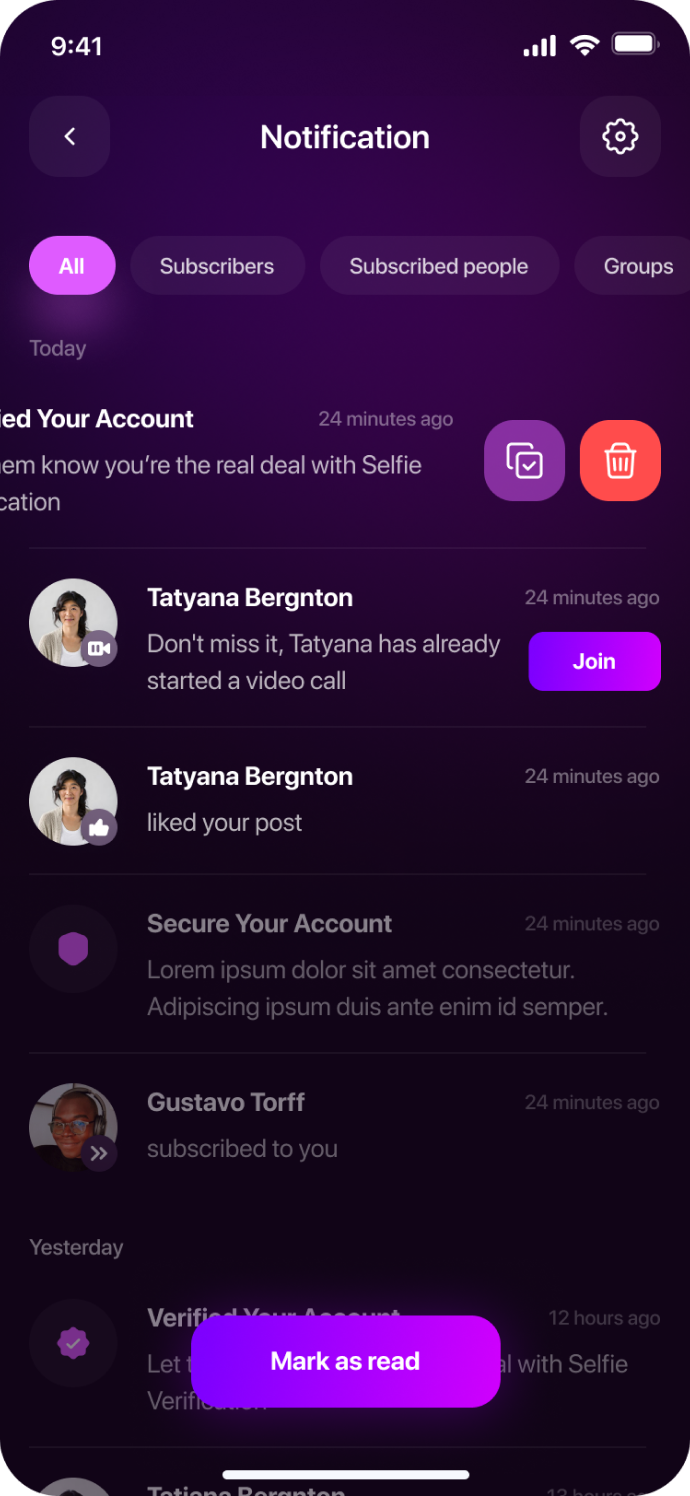 9:41
Notification
All
Subscribers
Subscribed people
Groups
Today
ied Your Account
24 minutes ago
em know you’re the real deal with Selfie
cation
Tatyana Bergnton
24 minutes ago
Don't miss it, Tatyana has already
started a video call
Join
Tatyana Bergnton
24 minutes ago
liked your post
Secure Your Account
24 minutes ago
Lorem ipsum dolor sit amet consectetur.
Adipiscing ipsum duis ante enim id semper.
Gustavo Torff
24 minutes ago
subscribed to you
Yesterday
Verified Your Account
12 hours ago
Let t
al with Selfie
Verification
Mark as read
Tatiana Bergnton
13 hours ago